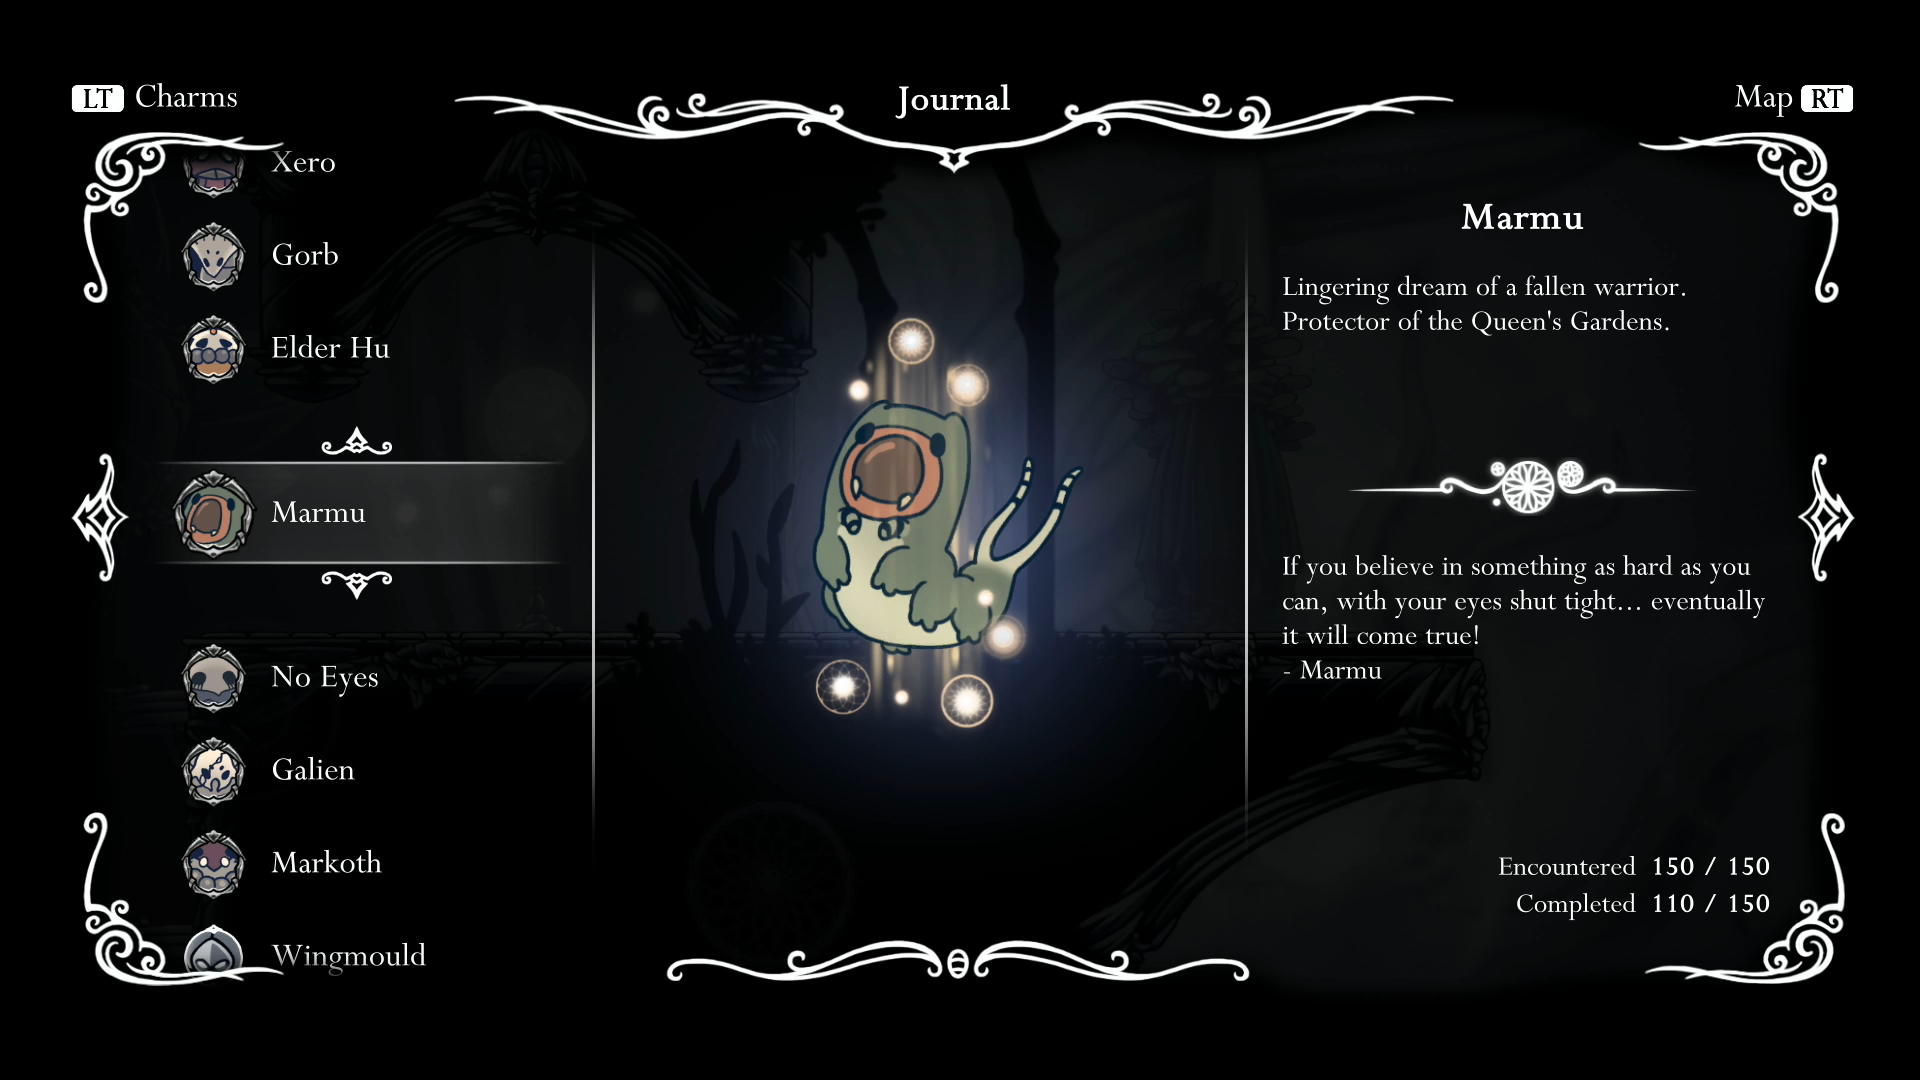 LT Charms
Journal
Map RT
Xero
Gorb
Elder Hu
Marmu
No Eyes
Galien
Markoth
Wingmould
Marmu
Lingering dream of a fallen warrior.
Protector of the Queen's Gardens.
If you believe in something as hard as you
can, with your eyes shut tight... eventually
it will come true!
- Marmu
Encountered 150 / 150
Completed 110 / 150